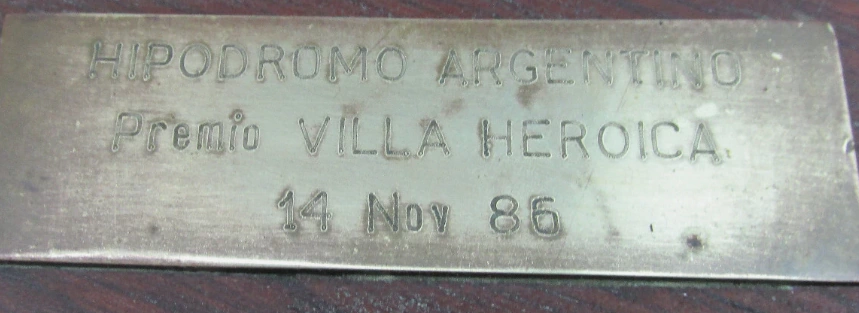 HIPODROMO ARGENTINO
Premio VILLA HEROICA
14 Nov 86